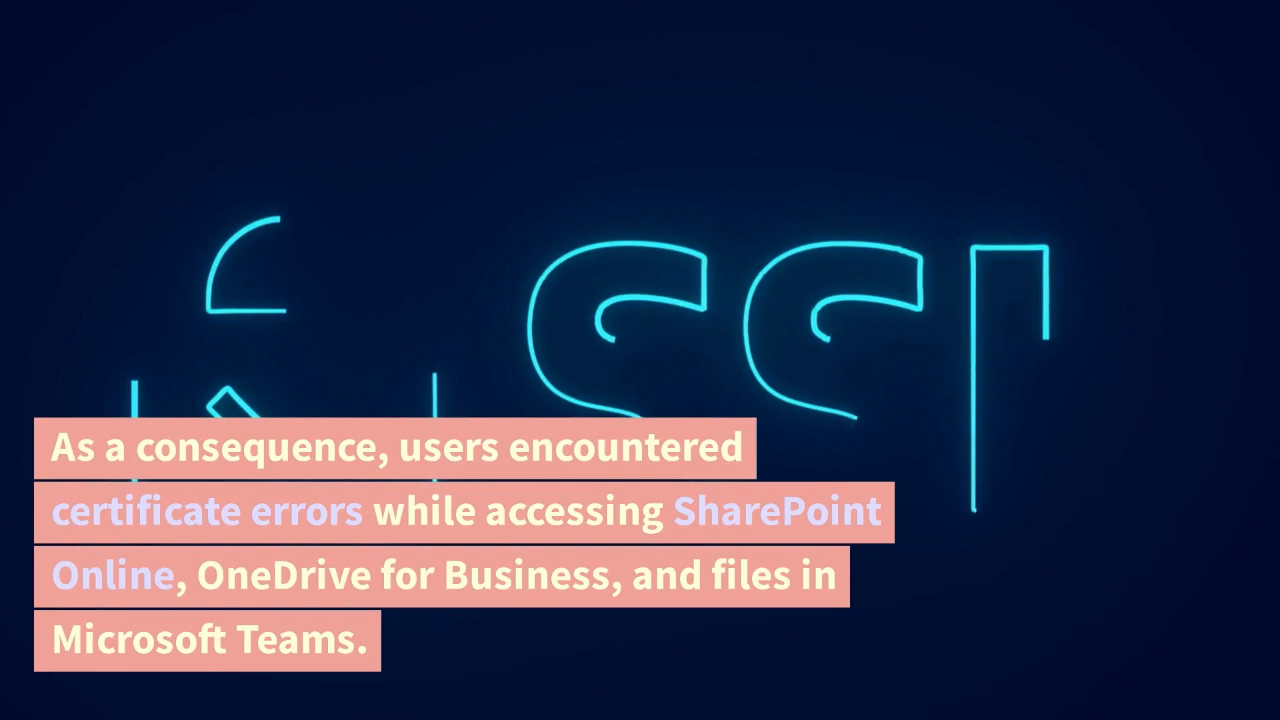 As a consequence, users encountered
certificate errors while accessing SharePoint
Online, OneDrive for Business, and files in
Microsoft Teams.